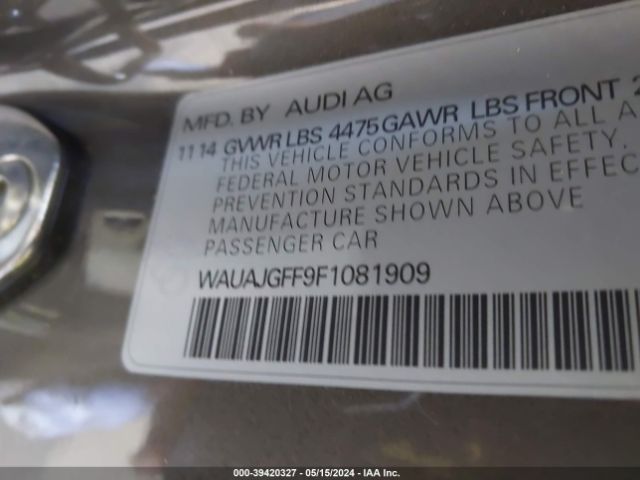 MFD. BY AUDI AG
11 14 GVWR LBS 4475 GAWR LBS FRONT 2
THIS VEHICLE CONFORMS TO ALL A
FEDERAL MOTOR VEHICLE SAFETY,
PREVENTION STANDARDS IN EFFEC
MANUFACTURE SHOWN ABOVE
PASSENGER CAR
WAUAJGFF9F1081909
000-39420327 - 05/15/2024 - IAA Inc.